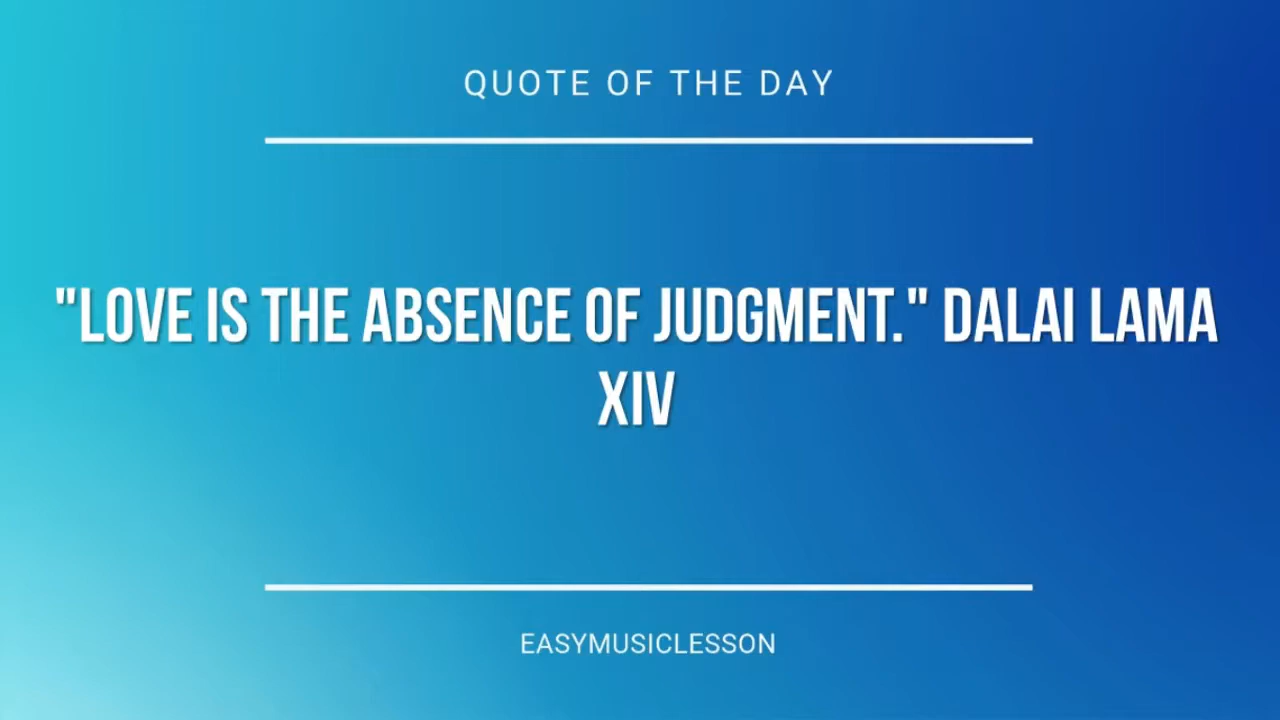 QUOTE OF THE DAY
"LOVE IS THE ABSENCE OF JUDGMENT." DALAI LAMA
XIV
EASYMUSICLESSON